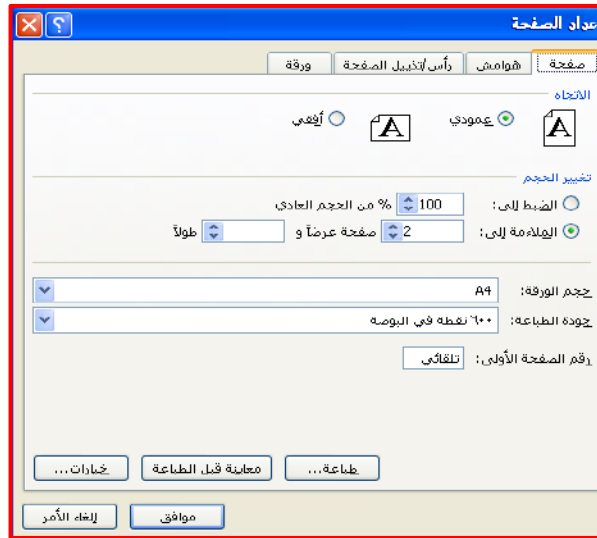 عداد الصفحة
صفحة هوامش رأس/تذييل الصفحة ورقة
الاتجاه
A عمودي A أفقي
تغيير الحجم
الضبط إلى: 100 % من الحجم العادي
الملاءمة إلى: 2 صفحة عرضاً و طولاً
حجم الورقة: A4
جودة الطباعة: ٦٠٠ نقطة في البوصة
رقم الصفحة الأولى: تلقائي
طباعة... معاينة قبل الطباعة خيارات...
موافق إلغاء الأمر